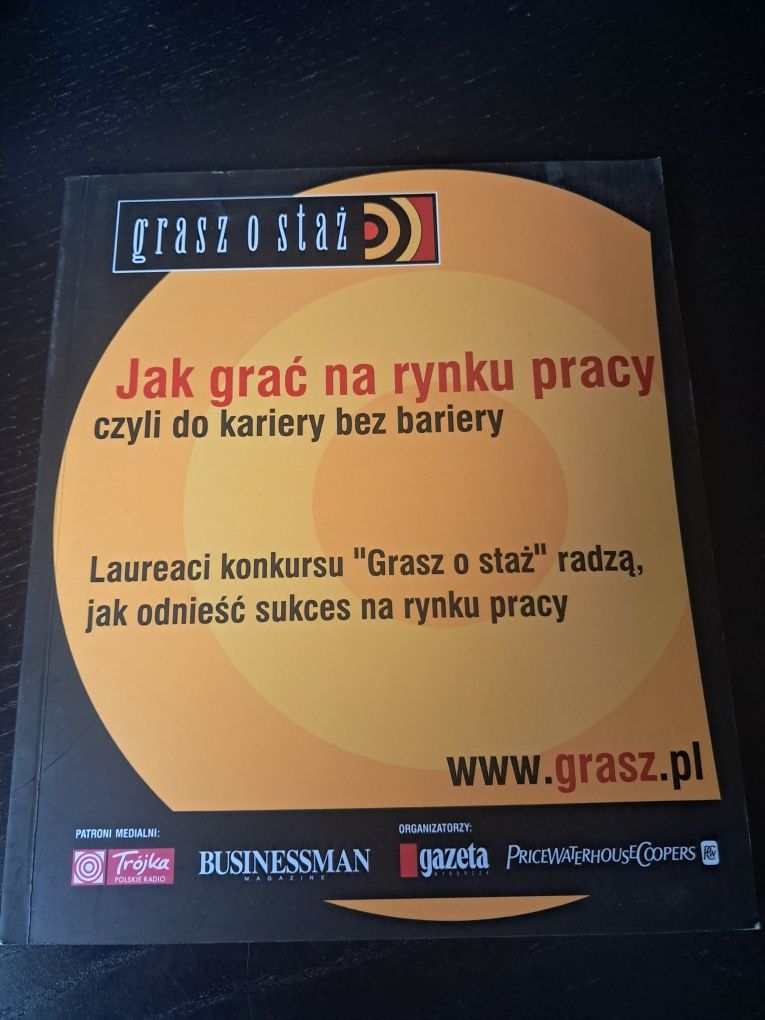 grasz o staż
Jak grać na rynku pracy
czyli do kariery bez bariery
Laureaci konkursu "Grasz o staż" radzą,
jak odnieść sukces na rynku pracy
www.grasz.pl
PATRONI MEDIALNI:
ORGANIZATORZY:
Trójka
POLSKIE RADIO
BUSINESSMAN
MAGAZINE
gazeta
WYBORCZA
PRICEWATERHOUSECOOPERS